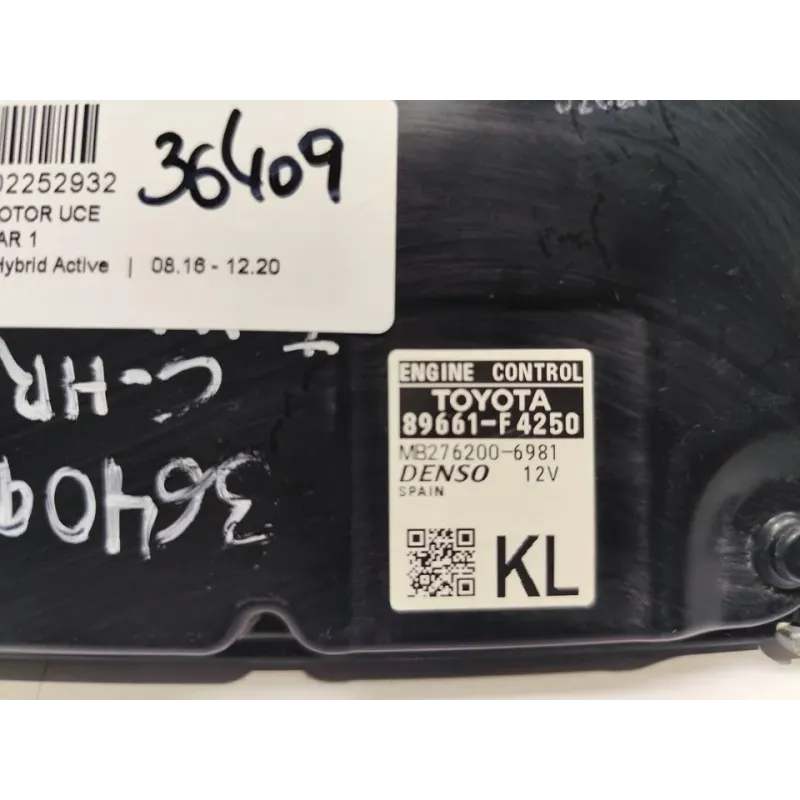 02252932
36409
OTOR UCE
AR 1
Hybrid Active | 08.16 - 12.20
C-HR
36409
ENGINE CONTROL
TOYOTA
89661-F4250
MB276200-6981
DENSO 12V
SPAIN
KL